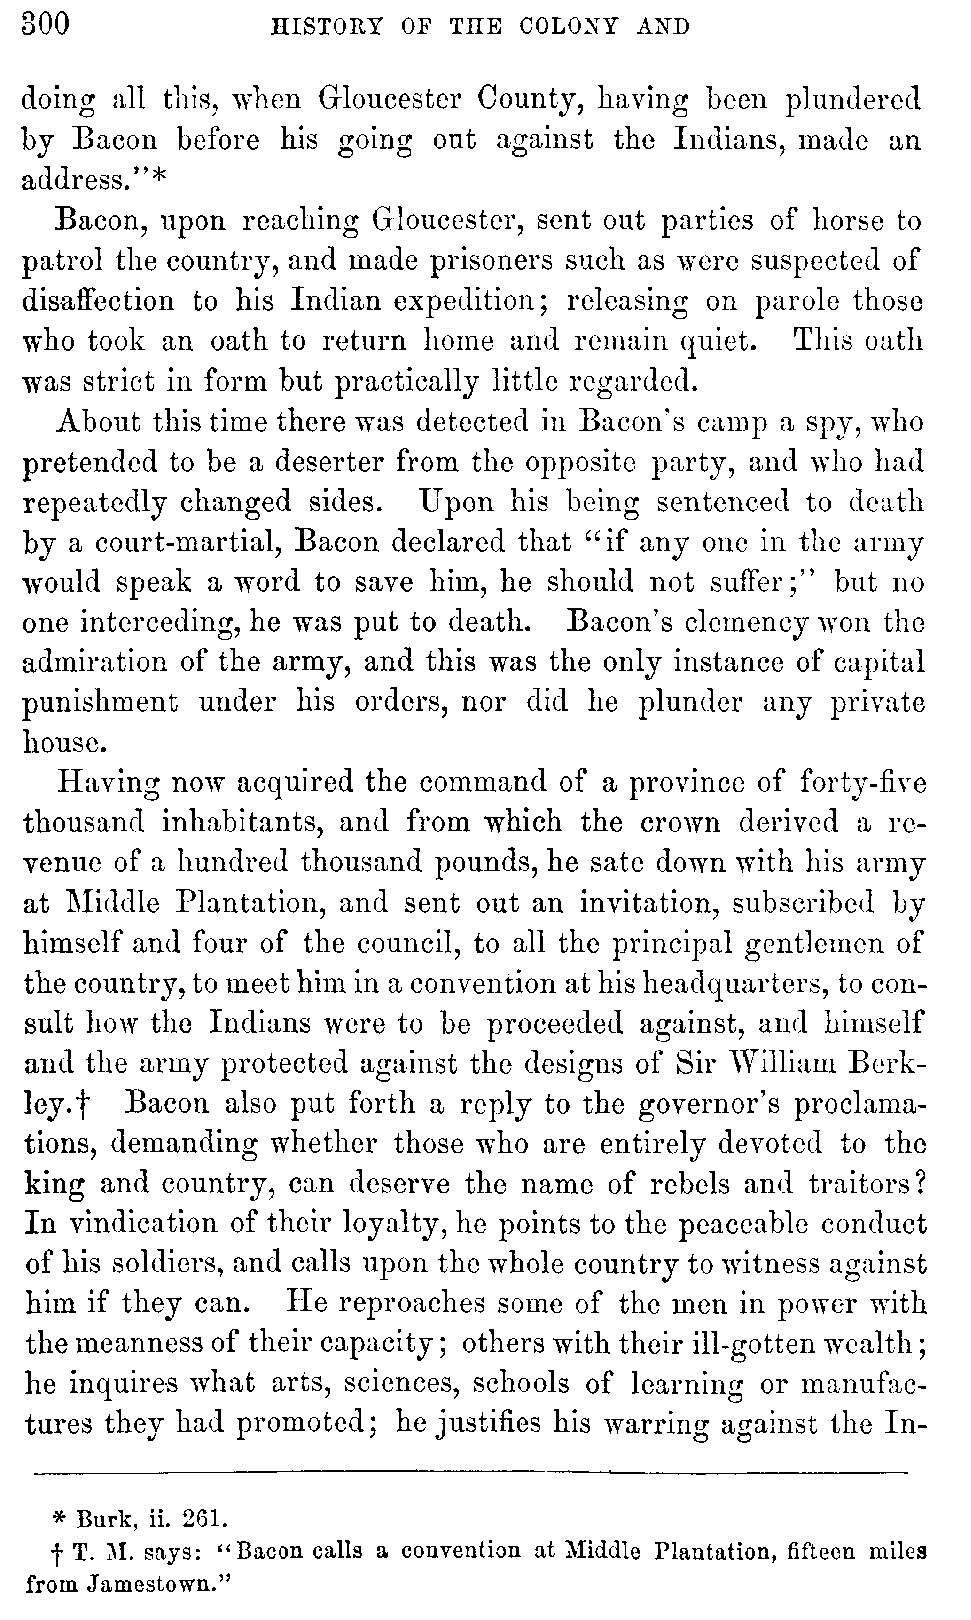 300 HISTORY OF THE COLONY AND
doing all this, when Gloucester County, having been plundered
by Bacon before his going out against the Indians, made an
address."*
Bacon, upon reaching Gloucester, sent out parties of horse to
patrol the country, and made prisoners such as were suspected of
disaffection to his Indian expedition; releasing on parole those
who took an oath to return home and remain quiet. This oath
was strict in form but practically little regarded.
About this time there was detected in Bacon's camp a spy, who
pretended to be a deserter from the opposite party, and who had
repeatedly changed sides. Upon his being sentenced to death
by a court-martial, Bacon declared that "if any one in the army
would speak a word to save him, he should not suffer;" but no
one interceding, he was put to death. Bacon's clemency won the
admiration of the army, and this was the only instance of capital
punishment under his orders, nor did he plunder any private
house.
Having now acquired the command of a province of forty-five
thousand inhabitants, and from which the crown derived a re-
venue of a hundred thousand pounds, he sate down with his army
at Middle Plantation, and sent out an invitation, subscribed by
himself and four of the council, to all the principal gentlemen of
the country, to meet him in a convention at his headquarters, to con-
sult how the Indians were to be proceeded against, and himself
and the army protected against the designs of Sir William Berk-
ley.† Bacon also put forth a reply to the governor's proclama-
tions, demanding whether those who are entirely devoted to the
king and country, can deserve the name of rebels and traitors?
In vindication of their loyalty, he points to the peaceable conduct
of his soldiers, and calls upon the whole country to witness against
him if they can. He reproaches some of the men in power with
the meanness of their capacity; others with their ill-gotten wealth;
he inquires what arts, sciences, schools of learning or manufac-
tures they had promoted; he justifies his warring against the In-
* Burk, ii. 261.
† T. M. says: "Bacon calls a convention at Middle Plantation, fifteen miles
from Jamestown."